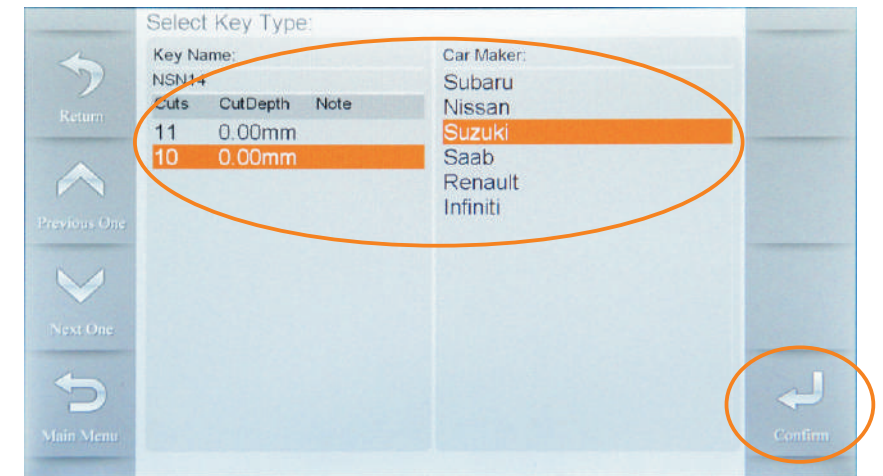 Select Key Type:
Return
Previous One
Next One
Main Menu
Key Name:
NSN14
Cuts CutDepth Note
11 0.00mm
10 0.00mm
Car Maker:
Subaru
Nissan
Suzuki
Saab
Renault
Infiniti
Confirm